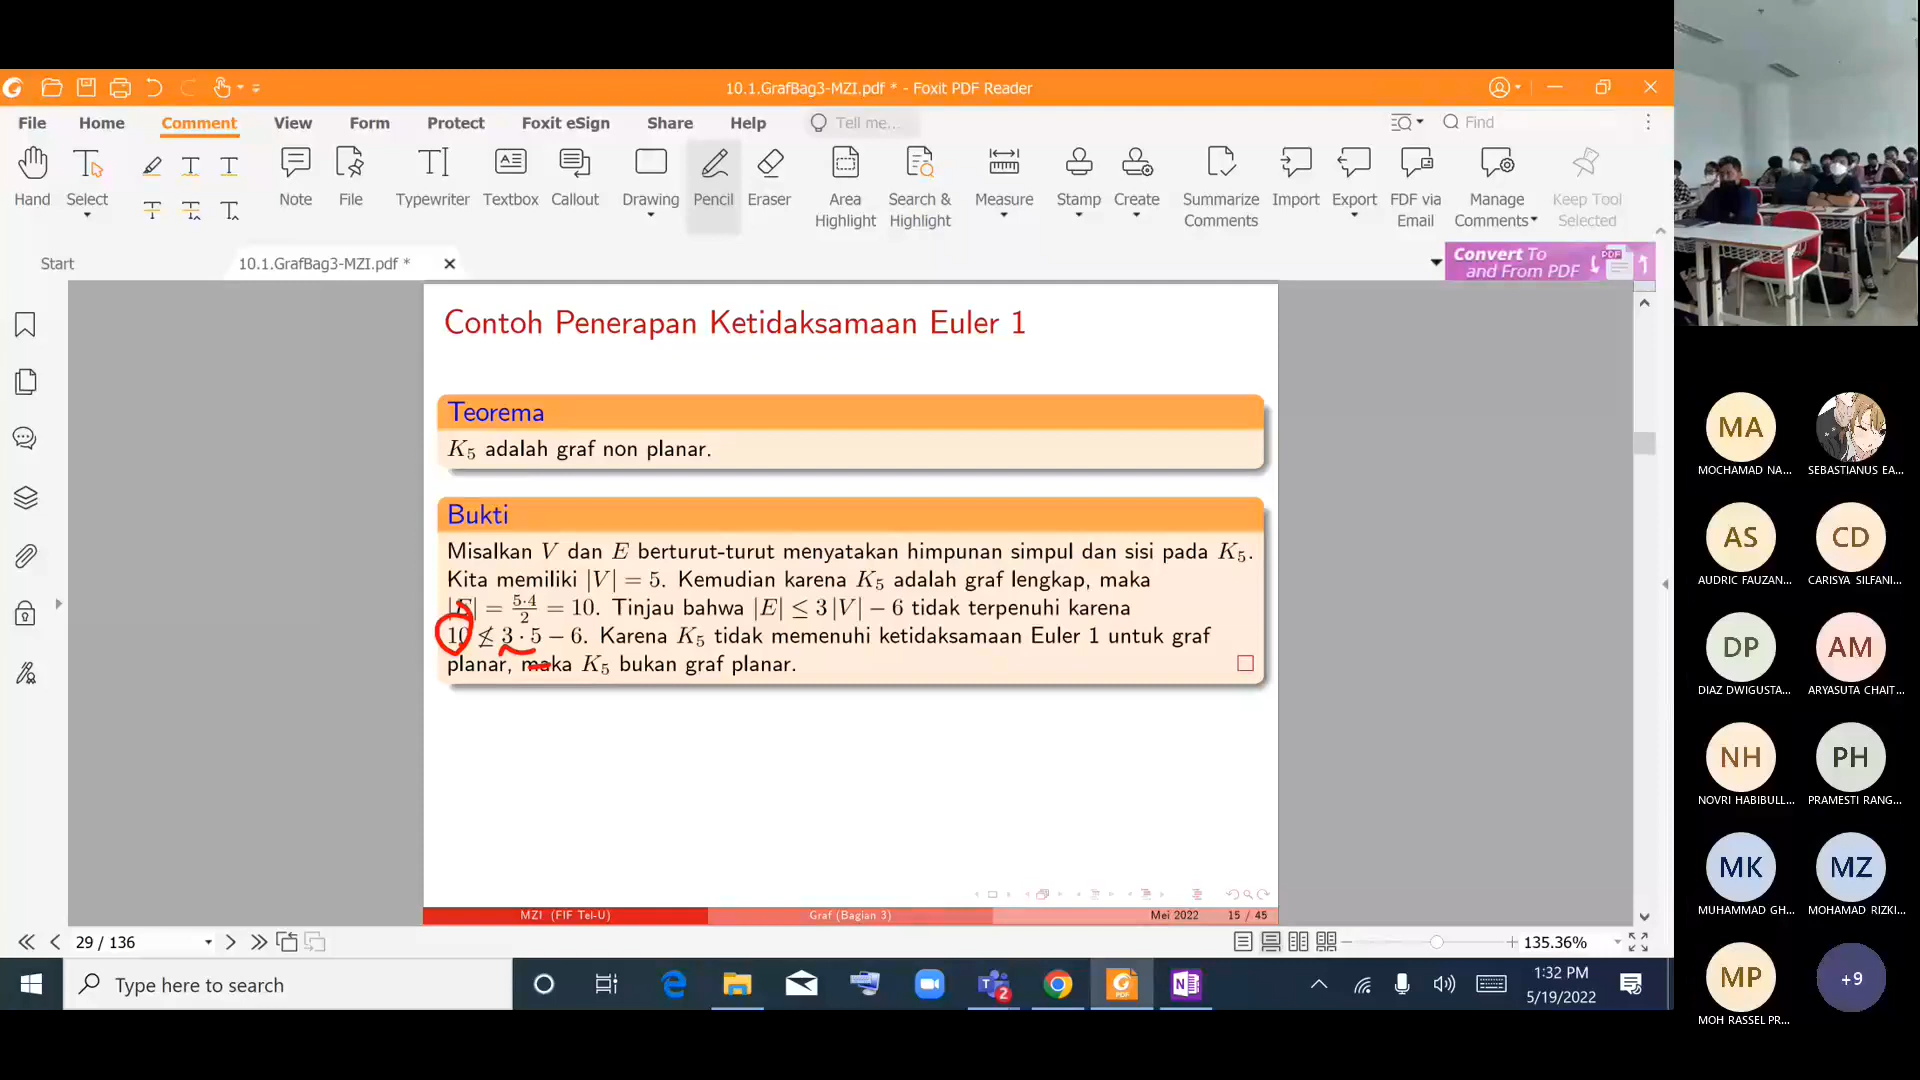 10.1.GrafBag3-MZI.pdf * - Foxit PDF Reader
File Home Comment View Form Protect Foxit eSign Share Help Tell me... Find
Hand Select Note File Typewriter Textbox Callout Drawing Pencil Eraser Area Highlight Search & Highlight Measure Stamp Create Summarize Comments Import Export FDF via Email Manage Comments Keep Tool Selected
Start 10.1.GrafBag3-MZI.pdf *
Convert To and From PDF
PDF
Contoh Penerapan Ketidaksamaan Euler 1
Teorema
K₅ adalah graf non planar.
Bukti
Misalkan V dan E berturut-turut menyatakan himpunan simpul dan sisi pada K₅.
Kita memiliki |V| = 5. Kemudian karena K₅ adalah graf lengkap, maka
|E| = 5·4/2 = 10. Tinjau bahwa |E| ≤ 3 |V| − 6 tidak terpenuhi karena
10 ≰ 3 · 5 − 6. Karena K₅ tidak memenuhi ketidaksamaan Euler 1 untuk graf
planar, maka K₅ bukan graf planar. □
MZI (FIF Tel-U) Graf (Bagian 3) Mei 2022 15 / 45
29 / 136 135.36%
Type here to search
2
1:32 PM
5/19/2022
MA
MOCHAMAD NA... SEBASTIANUS EA...
AS CD
AUDRIC FAUZAN... CARISYA SILFANI...
DP AM
DIAZ DWIGUSTA... ARYASUTA CHAIT...
NH PH
NOVRI HABIBULL... PRAMESTI RANG...
MK MZ
MUHAMMAD GH... MOHAMAD RIZKI...
MP +9
MOH RASSEL PR...